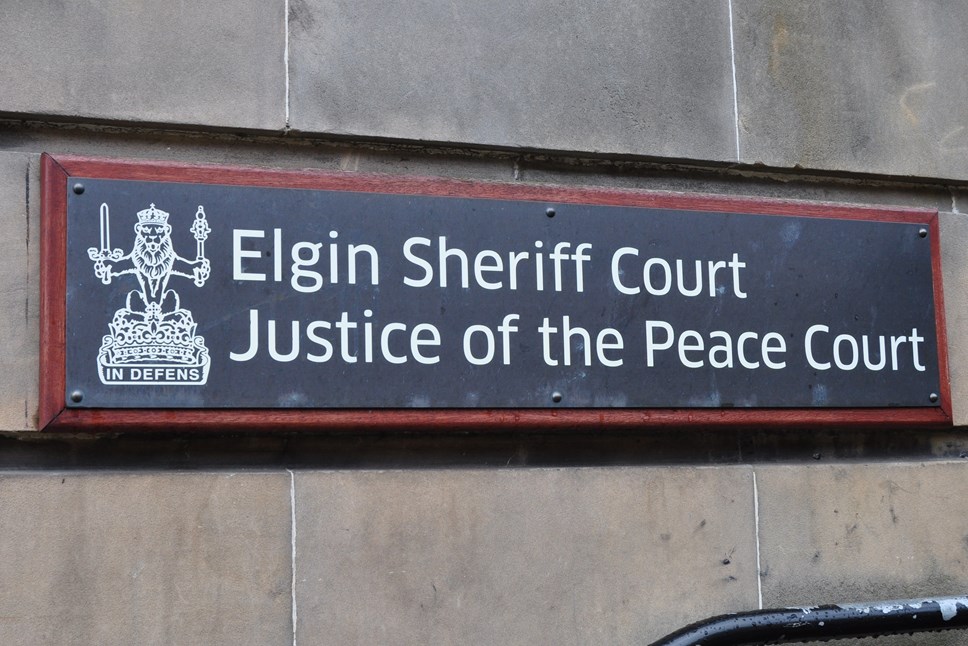 Elgin Sheriff Court
Justice of the Peace Court
IN DEFENS